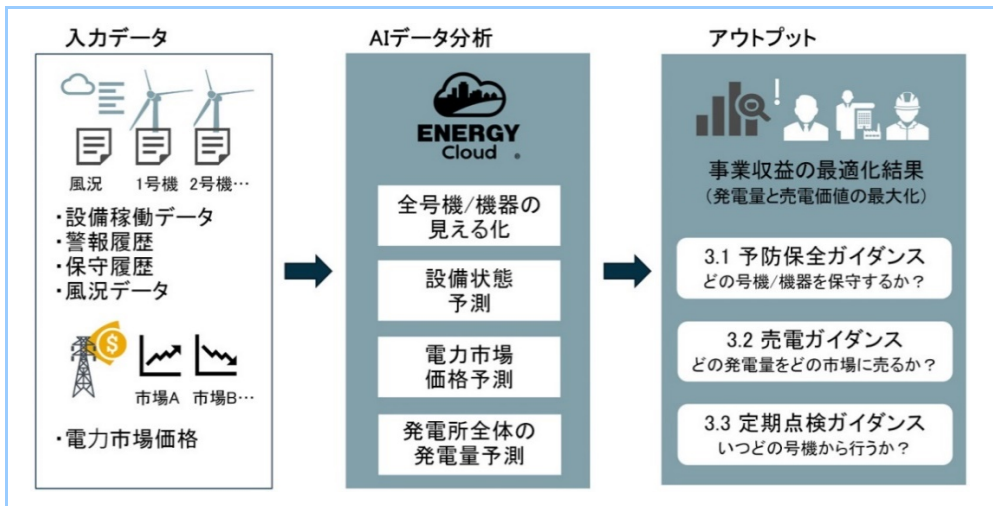 入力データ
風況
1号機
2号機…
・設備稼働データ
・警報履歴
・保守履歴
・風況データ
$
市場A
市場B…
・電力市場価格
AIデータ分析
ENERGY
Cloud
全号機/機器の
見える化
設備状態
予測
電力市場
価格予測
発電所全体の
発電量予測
アウトプット
!
事業収益の最適化結果
(発電量と売電価値の最大化)
3.1 予防保全ガイダンス
どの号機/機器を保守するか？
3.2 売電ガイダンス
どの発電量をどの市場に売るか？
3.3 定期点検ガイダンス
いつどの号機から行うか？